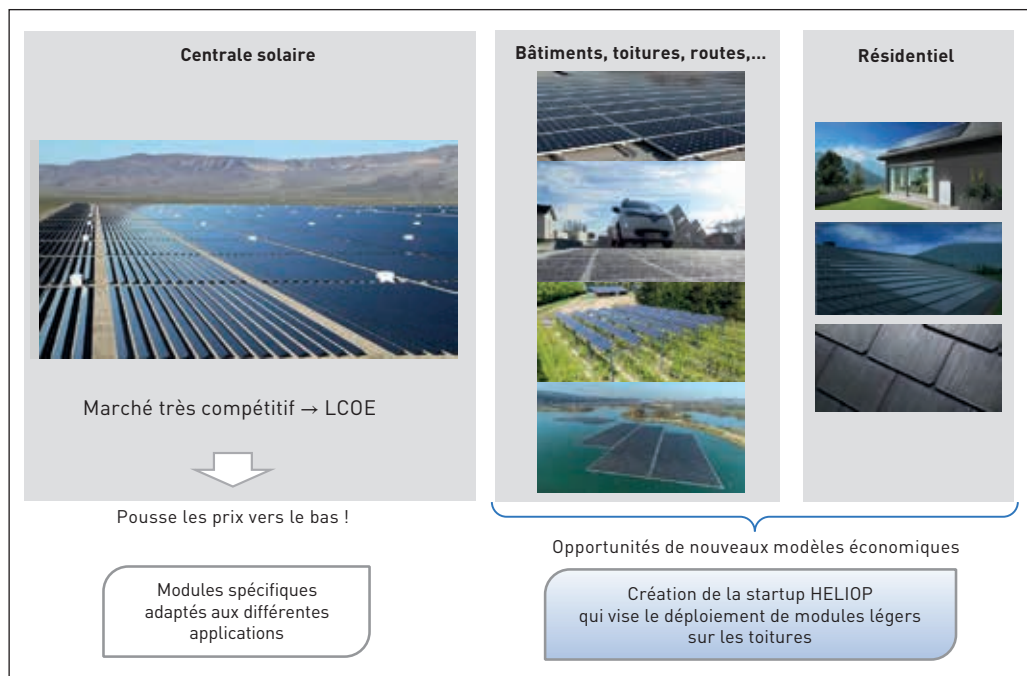 Centrale solaire
Marché très compétitif → LCOE
Pousse les prix vers le bas !
Modules spécifiques
adaptés aux différentes
applications
Bâtiments, toitures, routes,...
Résidentiel
Opportunités de nouveaux modèles économiques
Création de la startup HELIOP
qui vise le déploiement de modules légers
sur les toitures